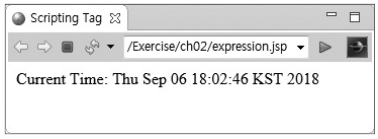 Scripting Tag
/Exercise/ch02/expression.jsp
Current Time: Thu Sep 06 18:02:46 KST 2018